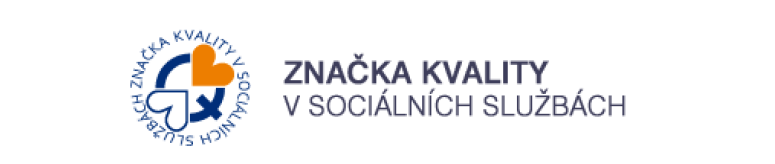 ZNAČKA KVALITY V SOCIÁLNÍCH SLUŽBÁCH
ZNAČKA KVALITY
V SOCIÁLNÍCH SLUŽBÁCH